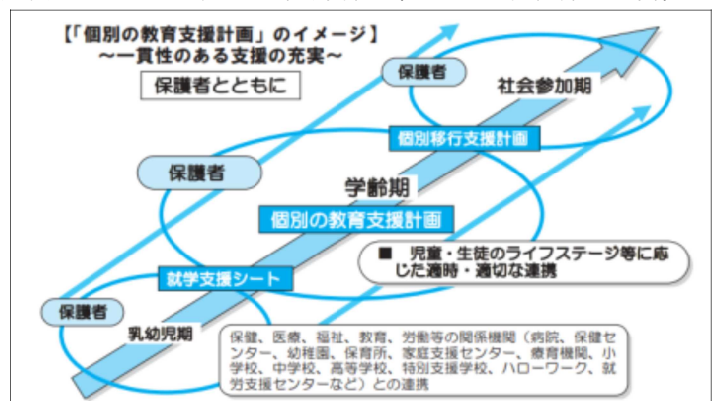 【「個別の教育支援計画」のイメージ】
～一貫性のある支援の充実～
保護者とともに
保護者
社会参加期
個別移行支援計画
保護者
学齢期
個別の教育支援計画
■　児童・生徒のライフステージ等に応
じた適時・適切な連携
就学支援シート
保護者
乳幼児期
保健、医療、福祉、教育、労働等の関係機関（病院、保健セ
ンター、幼稚園、保育所、家庭支援センター、療育機関、小
学校、中学校、高等学校、特別支援学校、ハローワーク、就
労支援センターなど）との連携